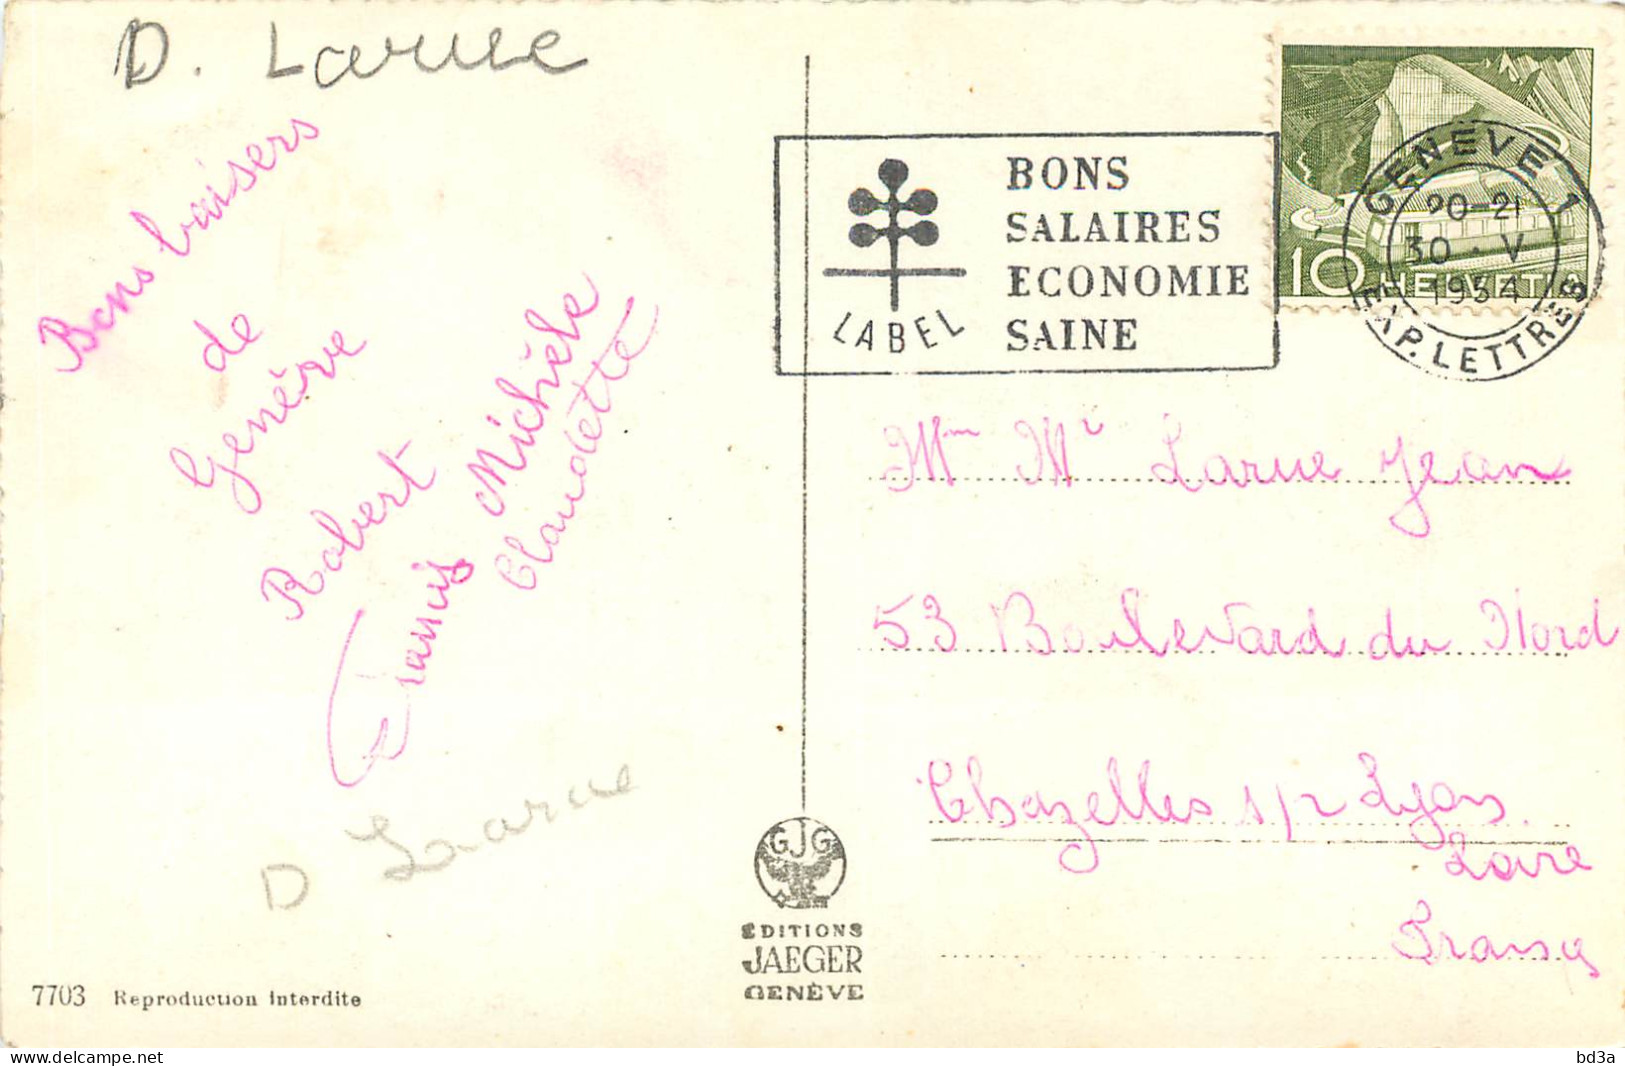 D. Larue
Bons baisers
de
Genève
Robert
Francis
Michèle
Claudette
D Larue
7703 Reproduction Interdite
BONS
SALAIRES
ECONOMIE
SAINE
LABEL
10 HELVETIA
GENÈVE 1
20-21
30·V
1954
EXP. LETTRES
Mm Mr Larue Jean
53 Boulevard du Nord
Chazelles s/r Lyon.
Loire
France
GJG
EDITIONS
JAEGER
GENÈVE
www.delcampe.net
bd3a